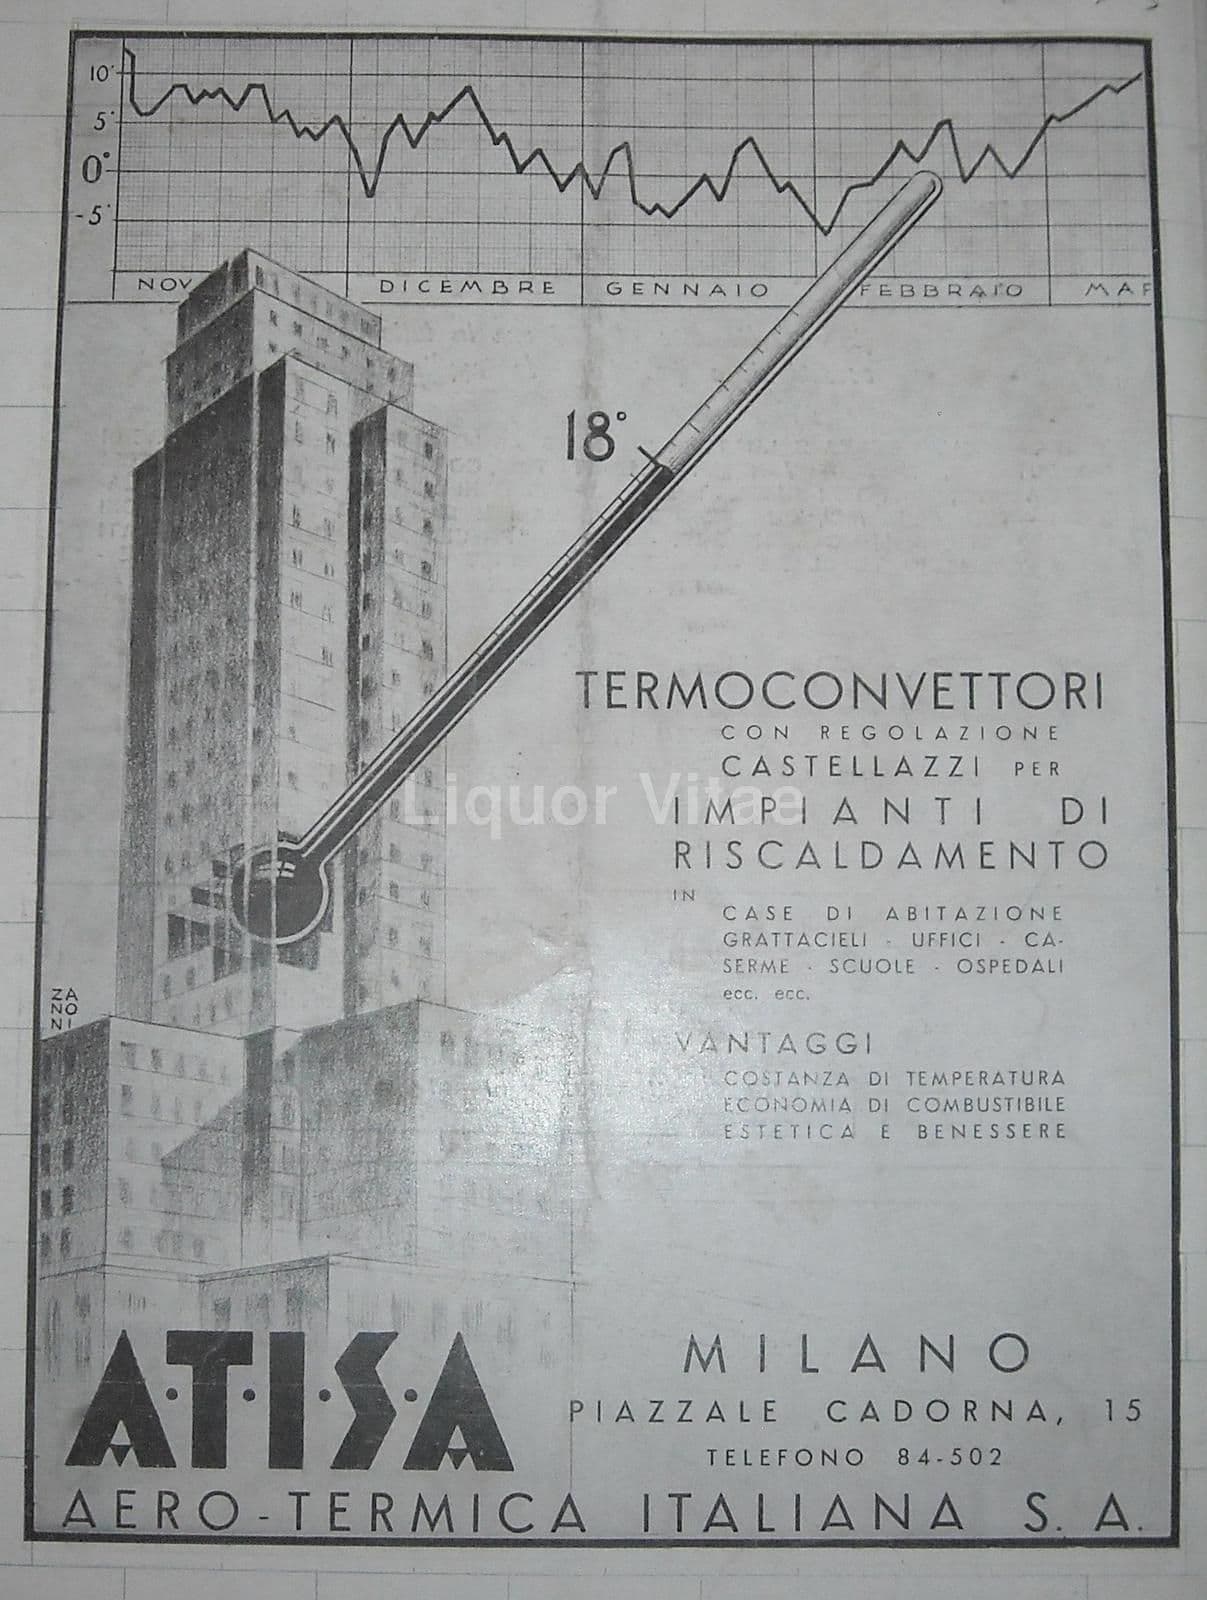 10°
5°
0°
-5°
NOV
DICEMBRE
GENNAIO
FEBBRAIO
MAR
18°
TERMOCONVETTORI
CON REGOLAZIONE
CASTELLAZZI PER
IMPIANTI DI
RISCALDAMENTO
IN
CASE DI ABITAZIONE
GRATTACIELI - UFFICI - CA-
SERME - SCUOLE - OSPEDALI
ecc. ecc.
VANTAGGI
COSTANZA DI TEMPERATURA
ECONOMIA DI COMBUSTIBILE
ESTETICA E BENESSERE
Liquor Vitae
ZA
NO
NI
A·T·I·S·A
MILANO
PIAZZALE CADORNA, 15
TELEFONO 84-502
AERO-TERMICA ITALIANA S. A.